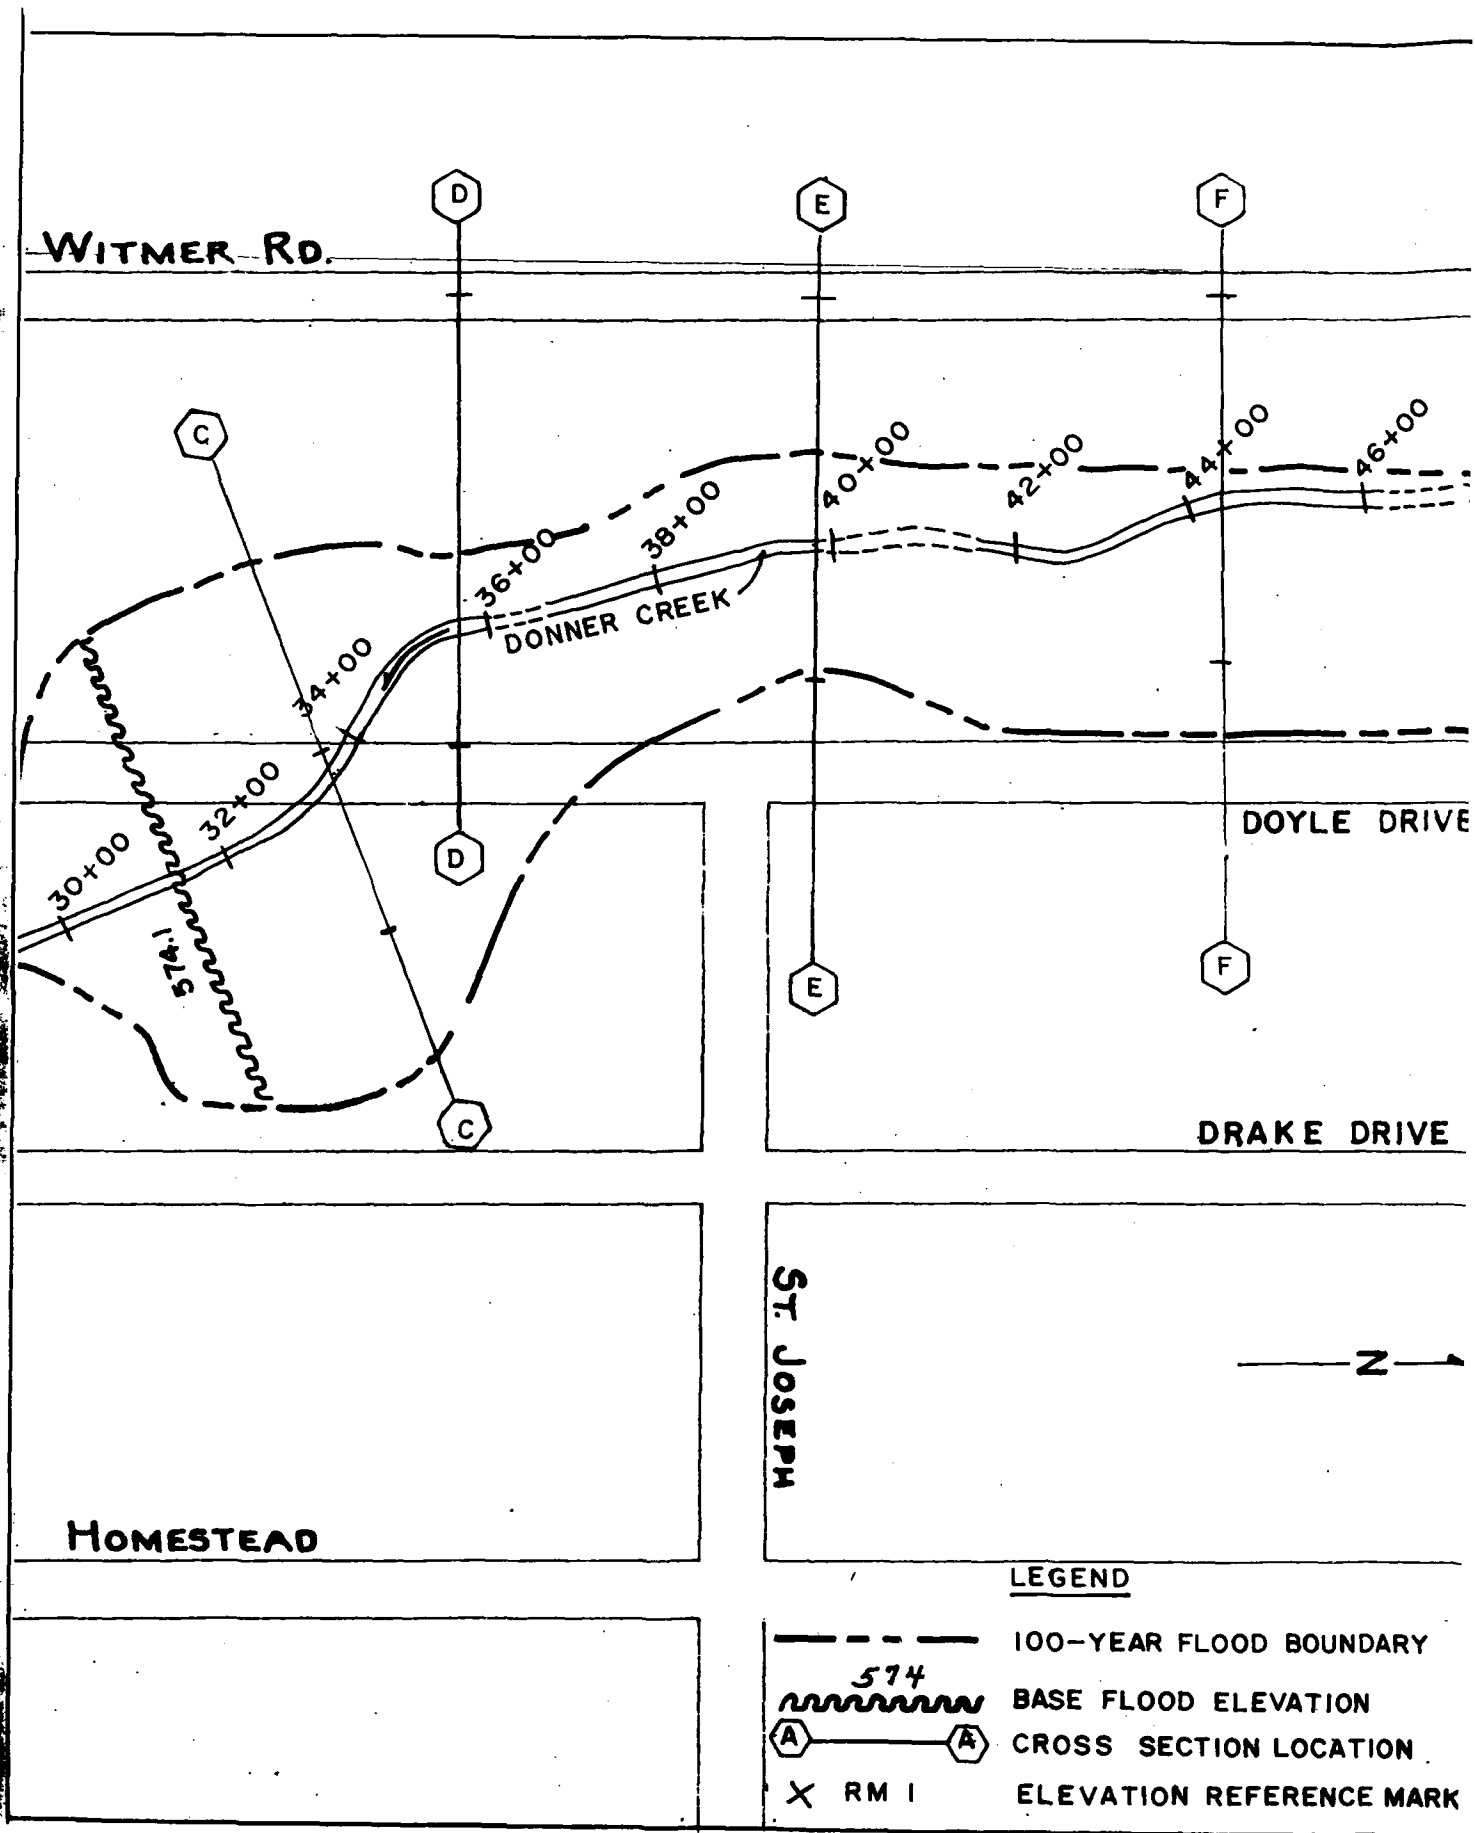 D
E
F
WITMER RD.
C
40+00
42+00
44+00
46+00
38+00
36+00
DONNER CREEK
34+00
32+00
30+00
574.1
DOYLE DRIVE
D
E
F
C
DRAKE DRIVE
ST. JOSEPH
N
HOMESTEAD
LEGEND
100-YEAR FLOOD BOUNDARY
574
BASE FLOOD ELEVATION
A A CROSS SECTION LOCATION
X RM 1 ELEVATION REFERENCE MARK